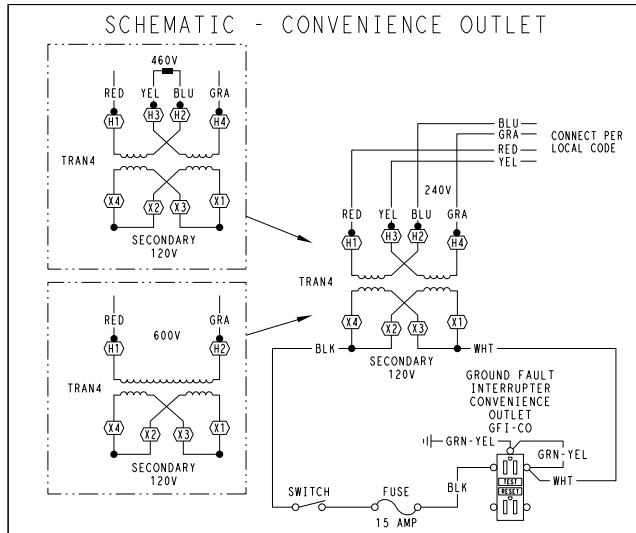 SCHEMATIC - CONVENIENCE OUTLET
460V
RED YEL BLU GRA
H1 H3 H2 H4
TRAN4
X4 X2 X3 X1
SECONDARY
120V
RED GRA
600V
H1 H2
TRAN4
X4 X2 X3 X1
SECONDARY
120V
BLU
GRA
RED
YEL
CONNECT PER
LOCAL CODE
240V
RED YEL BLU GRA
H1 H3 H2 H4
TRAN4
X4 X2 X3 X1
BLK
WHT
SECONDARY
120V
GROUND FAULT
INTERRUPTER
CONVENIENCE
OUTLET
GFI-CO
GRN-YEL
GRN-YEL
WHT
BLK
TEST
RESET
SWITCH
FUSE
15 AMP